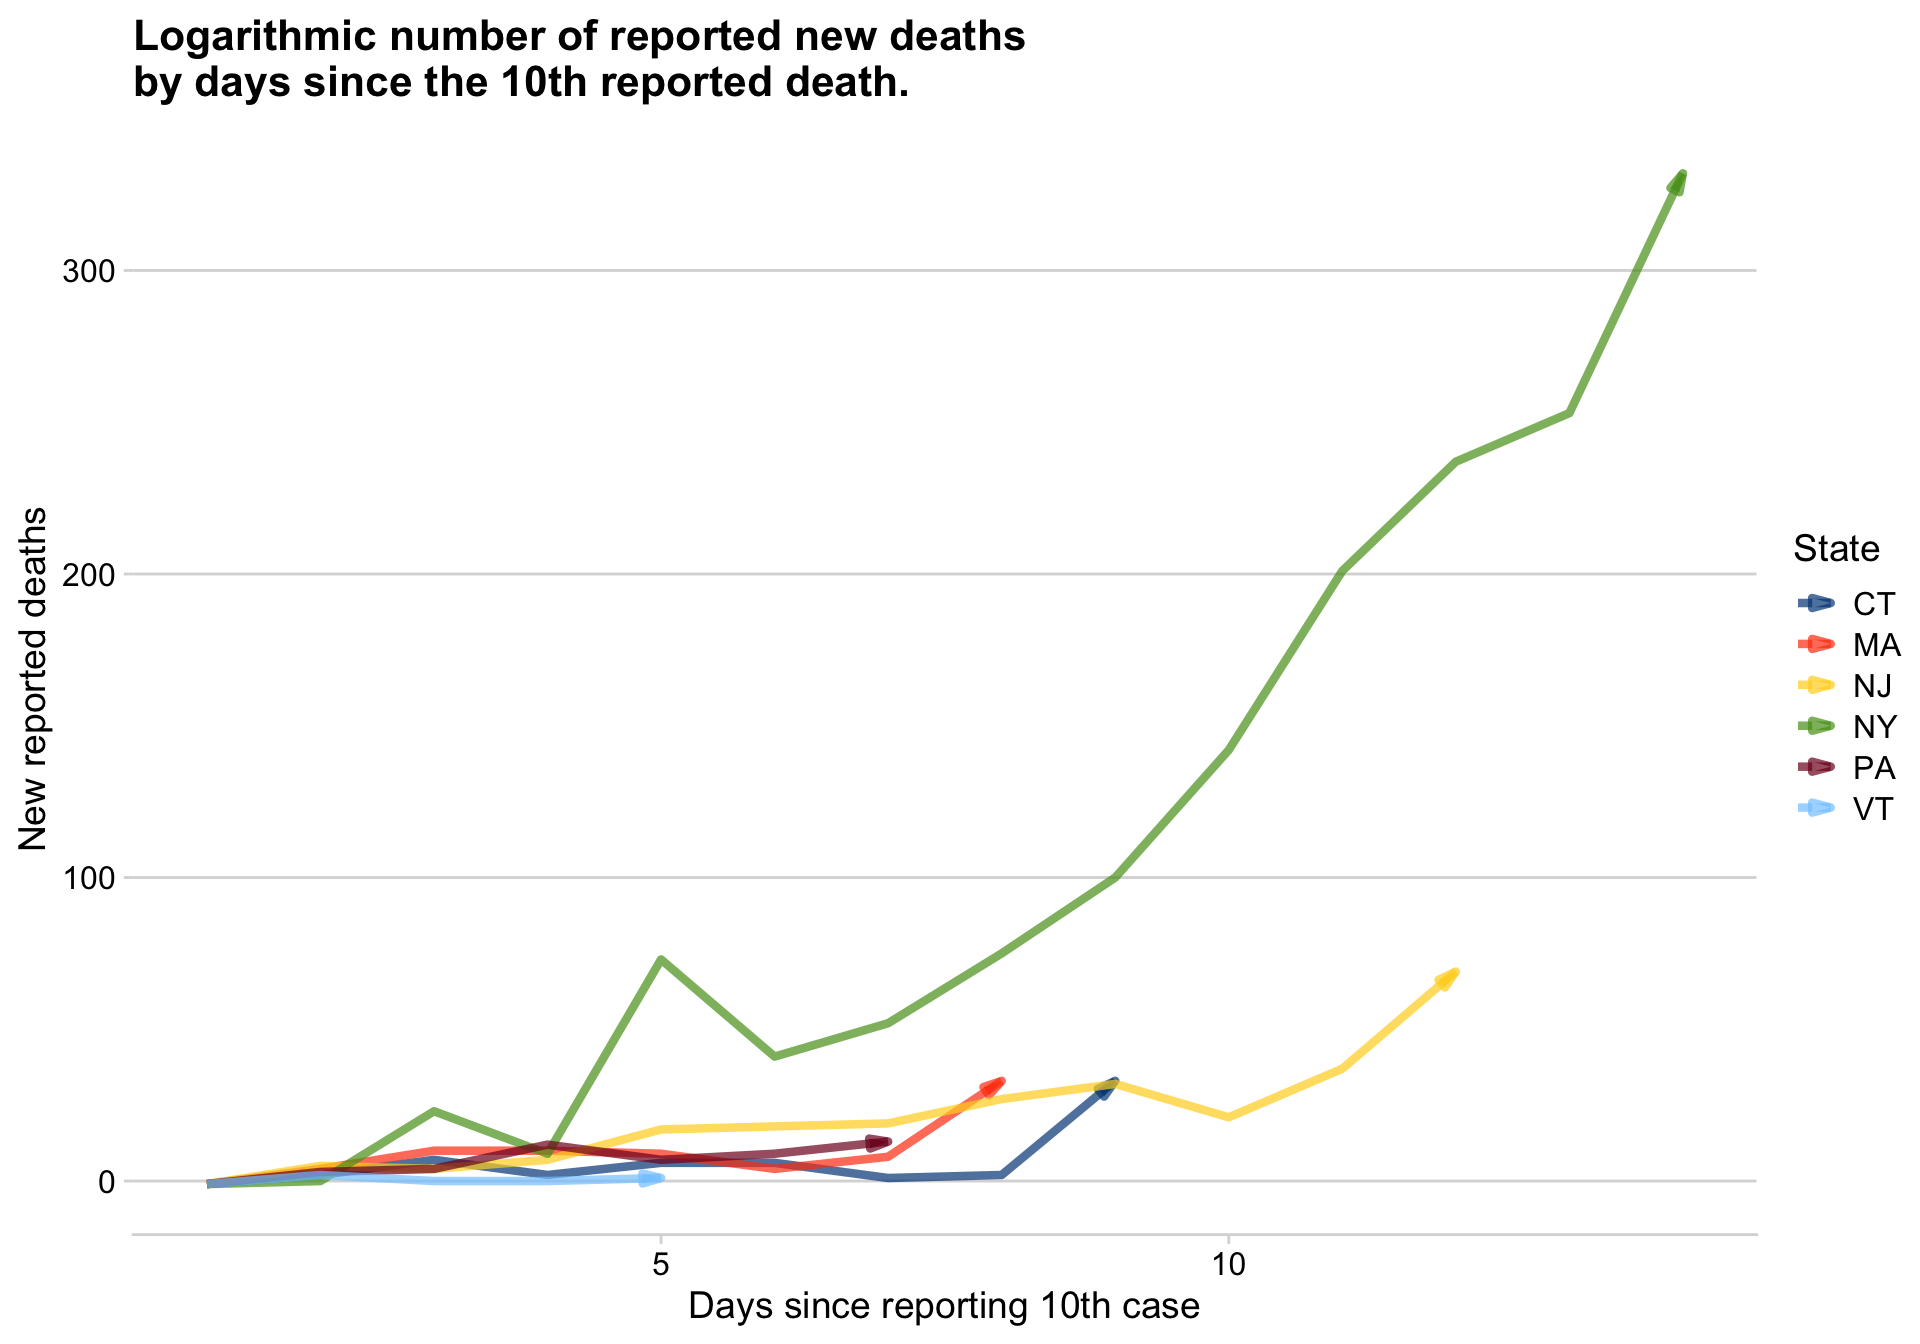 Logarithmic number of reported new deaths
by days since the 10th reported death.
300
200
100
0
New reported deaths
5
10
Days since reporting 10th case
State
CT
MA
NJ
NY
PA
VT